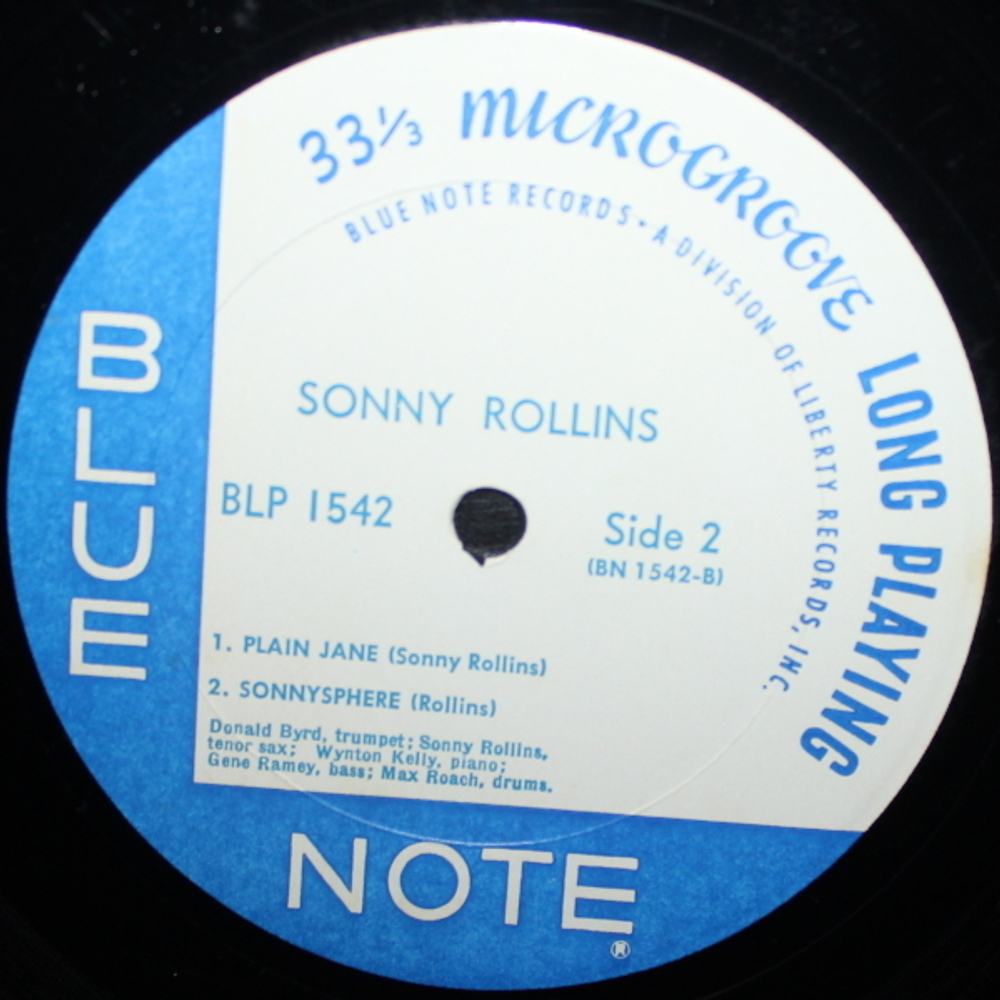 33⅓ MICROGROOVE LONG PLAYING
BLUE NOTE RECORDS • A DIVISION OF LIBERTY RECORDS, INC.
SONNY ROLLINS
BLP 1542
Side 2
(BN 1542-B)
1. PLAIN JANE (Sonny Rollins)
2. SONNYSPHERE (Rollins)
Donald Byrd, trumpet; Sonny Rollins,
tenor sax; Wynton Kelly, piano;
Gene Ramey, bass; Max Roach, drums.
BLUE
NOTE
®